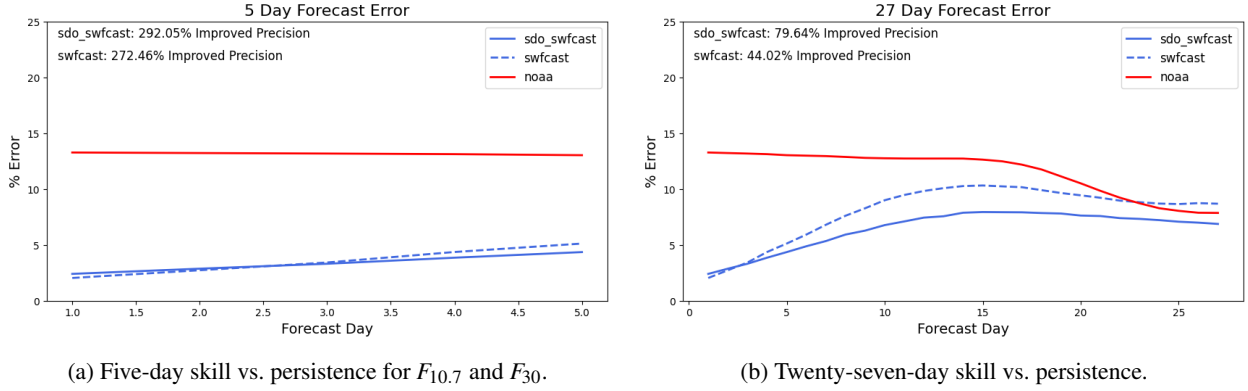 5 Day Forecast Error
sdo_swfcast: 292.05% Improved Precision
swfcast: 272.46% Improved Precision
sdo_swfcast
swfcast
noaa
% Error
25
20
15
10
5
0
1.0 1.5 2.0 2.5 3.0 3.5 4.0 4.5 5.0
Forecast Day
(a) Five-day skill vs. persistence for F10.7 and F30.
27 Day Forecast Error
sdo_swfcast: 79.64% Improved Precision
swfcast: 44.02% Improved Precision
sdo_swfcast
swfcast
noaa
% Error
25
20
15
10
5
0
0 5 10 15 20 25
Forecast Day
(b) Twenty-seven-day skill vs. persistence.